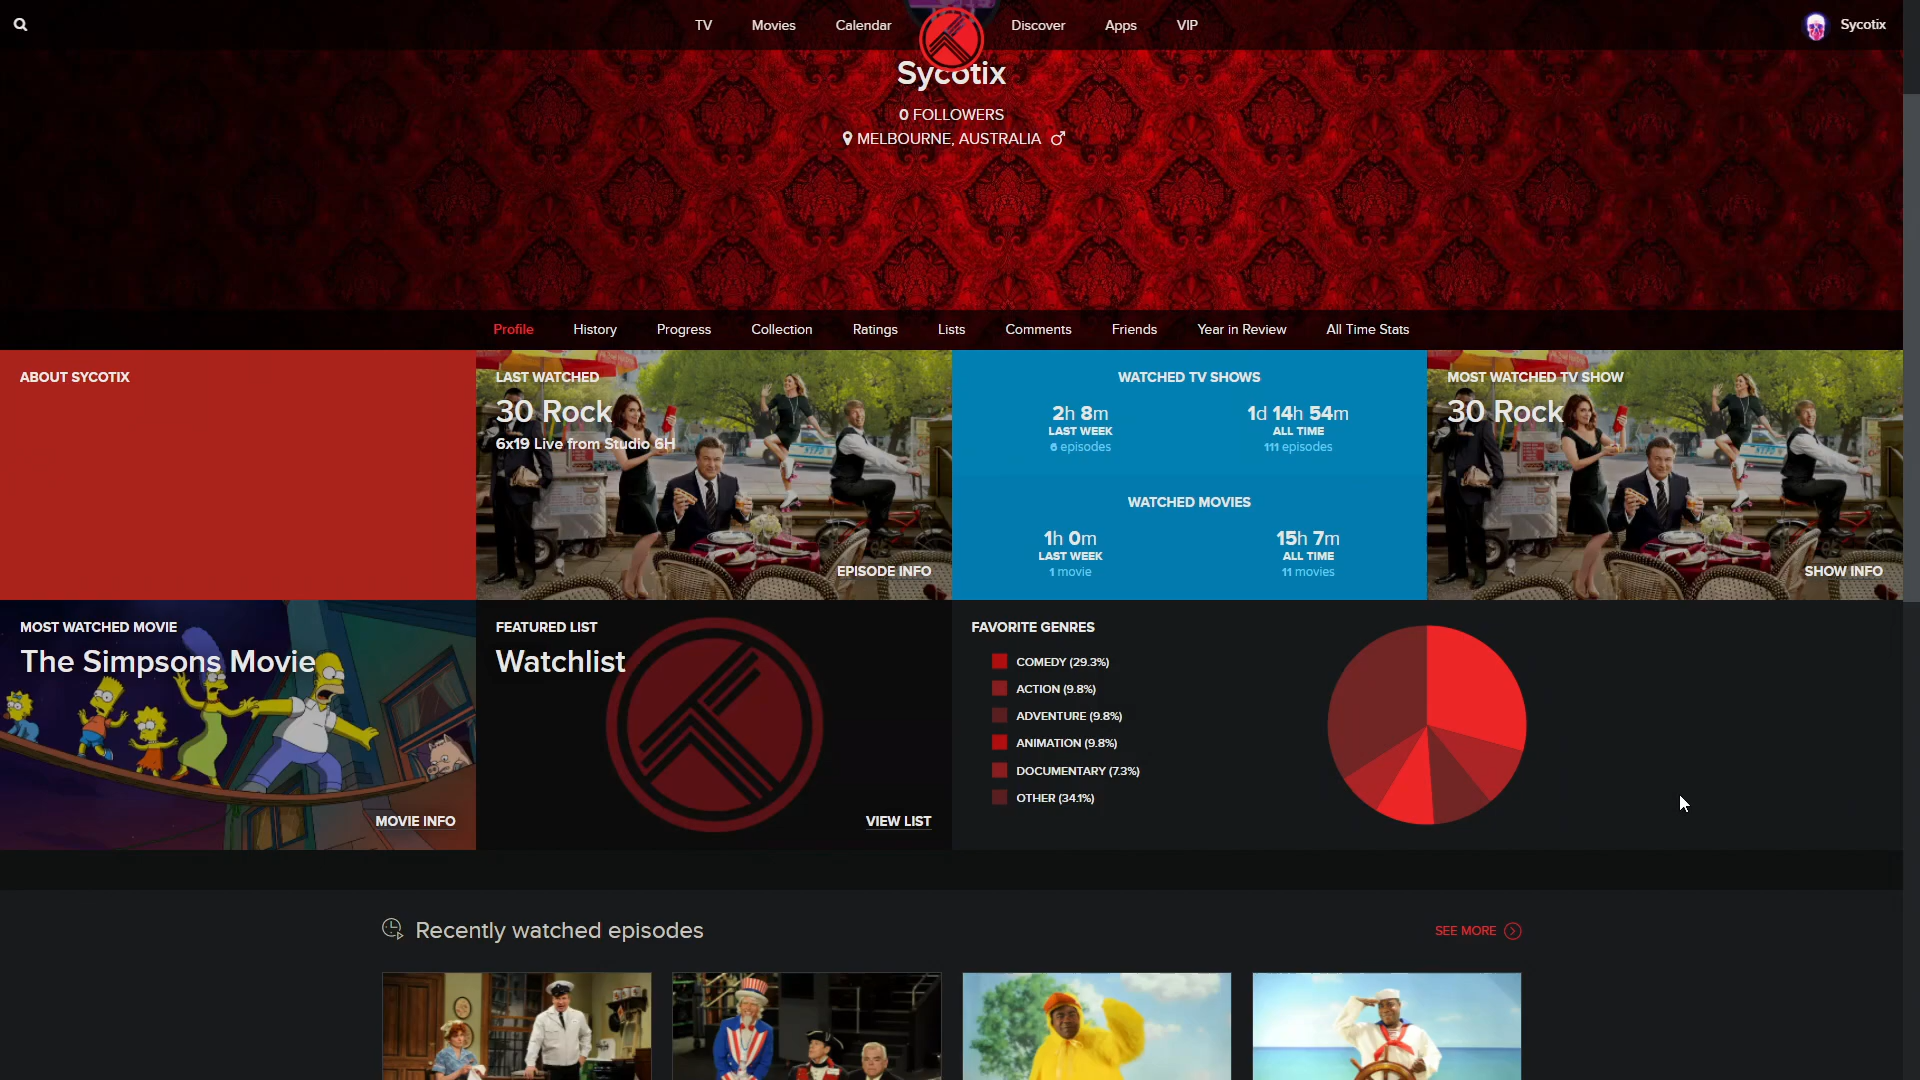 TV
Movies
Calendar
Discover
Apps
VIP
Sycotix
Sycotix
0 FOLLOWERS
MELBOURNE, AUSTRALIA
Profile
History
Progress
Collection
Ratings
Lists
Comments
Friends
Year in Review
All Time Stats
ABOUT SYCOTIX
LAST WATCHED
30 Rock
6x19 Live from Studio 6H
EPISODE INFO
WATCHED TV SHOWS
2h 8m
LAST WEEK
6 episodes
1d 14h 54m
ALL TIME
111 episodes
WATCHED MOVIES
1h 0m
LAST WEEK
1 movie
15h 7m
ALL TIME
11 movies
MOST WATCHED TV SHOW
30 Rock
SHOW INFO
MOST WATCHED MOVIE
The Simpsons Movie
MOVIE INFO
FEATURED LIST
Watchlist
VIEW LIST
FAVORITE GENRES
COMEDY (29.3%)
ACTION (9.8%)
ADVENTURE (9.8%)
ANIMATION (9.8%)
DOCUMENTARY (7.3%)
OTHER (34.1%)
Recently watched episodes
SEE MORE